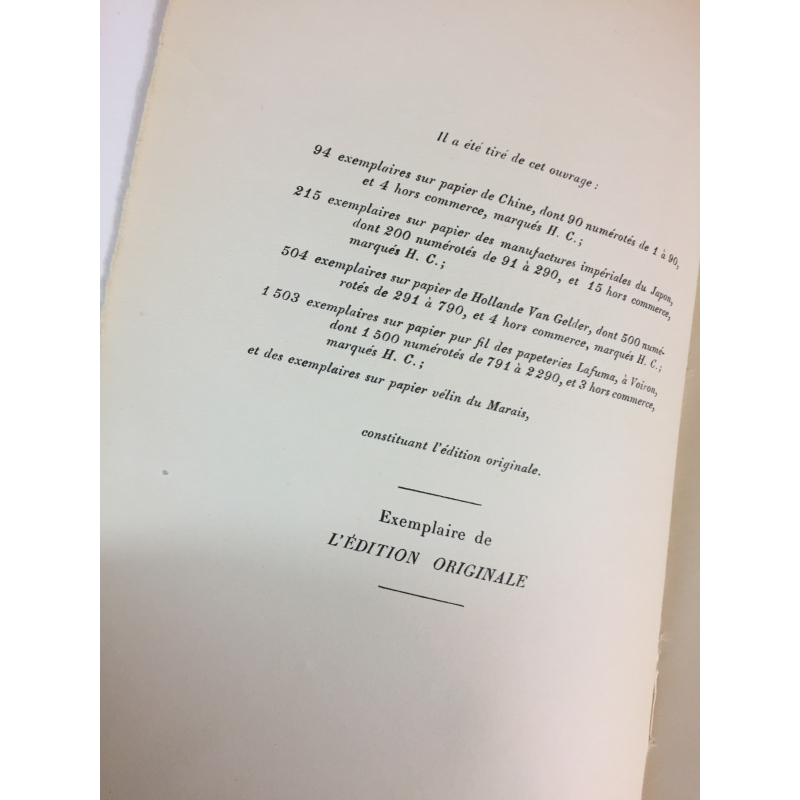 Il a été tiré de cet ouvrage :
94 exemplaires sur papier de Chine, dont 90 numérotés de 1 à 90,
et 4 hors commerce, marqués H. C. ;
215 exemplaires sur papier des manufactures impériales du Japon,
dont 200 numérotés de 91 à 290, et 15 hors commerce,
marqués H. C. ;
504 exemplaires sur papier de Hollande Van Gelder, dont 500 numé-
rotés de 291 à 790, et 4 hors commerce, marqués H. C. ;
1 503 exemplaires sur papier pur fil des papeteries Lafuma, à Voiron,
dont 1 500 numérotés de 791 à 2 290, et 3 hors commerce,
marqués H. C. ;
et des exemplaires sur papier vélin du Marais,
constituant l'édition originale.
Exemplaire de
L'ÉDITION ORIGINALE